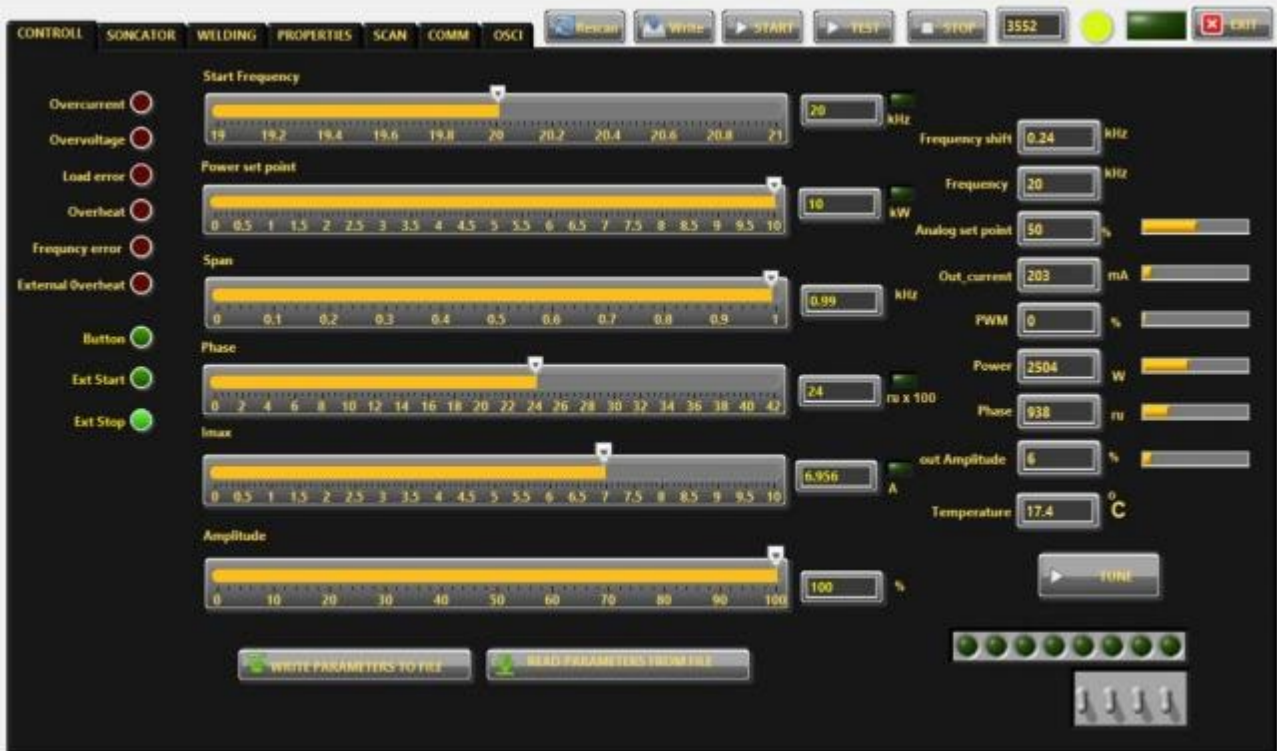 CONTROLL SONCATOR WELDING PROPERTIES SCAN COMM OSCI Rescan Write START TEST STOP 3552 EXIT
Overcurrent
Overvoltage
Load error
Overheat
Frequncy error
External Overheat
Button
Ext Start
Ext Stop
Start Frequency
19 19.2 19.4 19.6 19.8 20 20.2 20.4 20.6 20.8 21
20 kHz
Power set point
0 0.5 1 1.5 2 2.5 3 3.5 4 4.5 5 5.5 6 6.5 7 7.5 8 8.5 9 9.5 10
10 kW
Span
0 0.1 0.2 0.3 0.4 0.5 0.6 0.7 0.8 0.9 1
0.99 kHz
Phase
0 2 4 6 8 10 12 14 16 18 20 22 24 26 28 30 32 34 36 38 40 42
24 ru x 100
Imax
0 0.5 1 1.5 2 2.5 3 3.5 4 4.5 5 5.5 6 6.5 7 7.5 8 8.5 9 9.5 10
6.956 A
Amplitude
0 10 20 30 40 50 60 70 80 90 100
100 %
WRITE PARAMETERS TO FILE READ PARAMETERS FROM FILE
Frequency shift 0.24 kHz
Frequency 20 kHz
Analog set point 50 %
Out_current 203 mA
PWM 0 %
Power 2504 W
Phase 938 ru
out Amplitude 6 %
Temperature 17.4 °C
TUNE